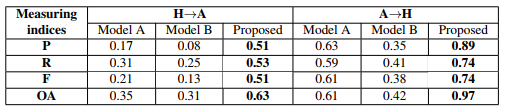 Measuring indices H→A A→H
Model A Model B Proposed Model A Model B Proposed
P 0.17 0.08 0.51 0.63 0.35 0.89
R 0.31 0.25 0.53 0.59 0.41 0.74
F 0.21 0.13 0.51 0.61 0.38 0.74
OA 0.35 0.31 0.63 0.61 0.42 0.97